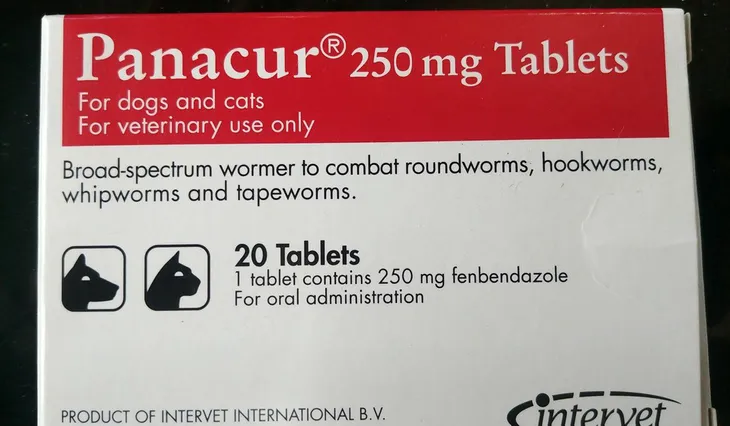 Panacur® 250 mg Tablets
For dogs and cats
For veterinary use only
Broad-spectrum wormer to combat roundworms, hookworms,
whipworms and tapeworms.
20 Tablets
1 tablet contains 250 mg fenbendazole
For oral administration
PRODUCT OF INTERVET INTERNATIONAL B.V.
intervet